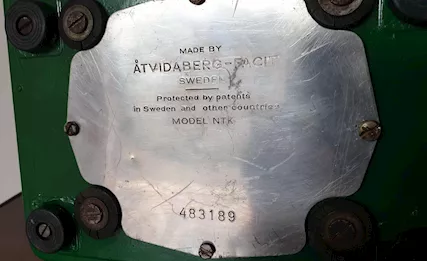 MADE BY
ÅTVIDABERG-FACIT
SWEDEN
Protected by patents
in Sweden and other countries
MODEL NTK
483189